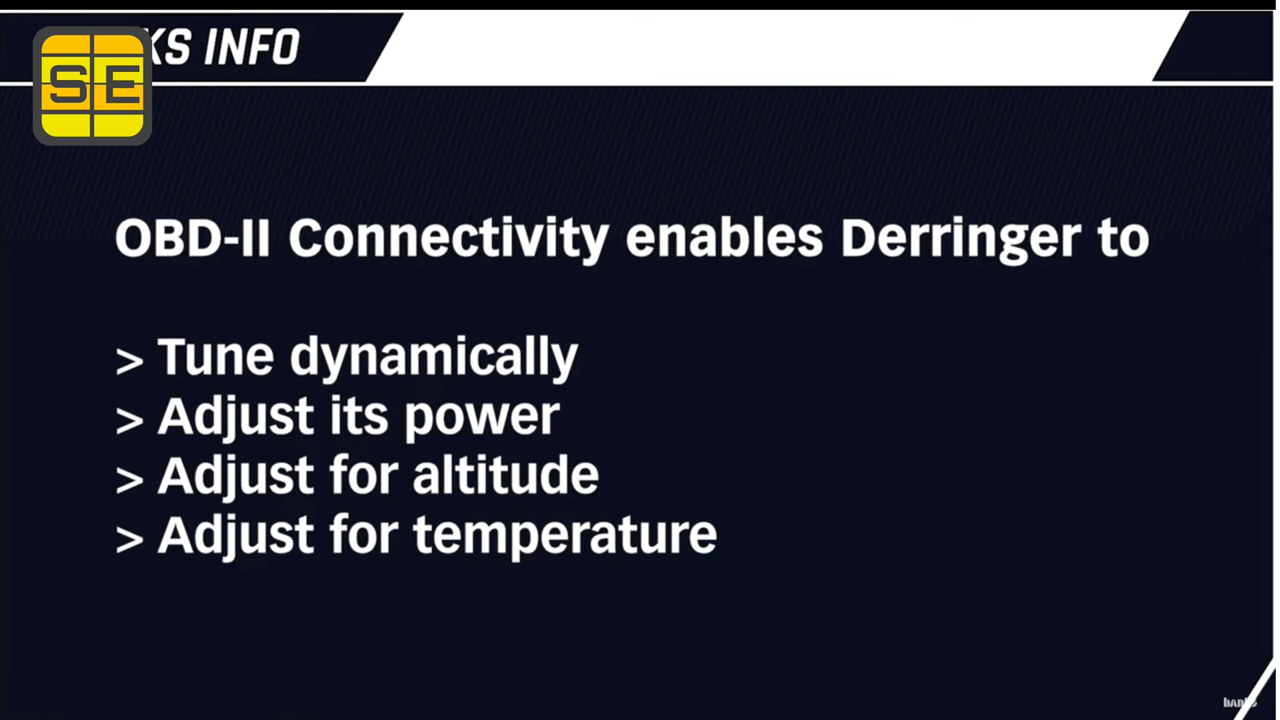 KS INFO
SE
OBD-II Connectivity enables Derringer to
> Tune dynamically
> Adjust its power
> Adjust for altitude
> Adjust for temperature